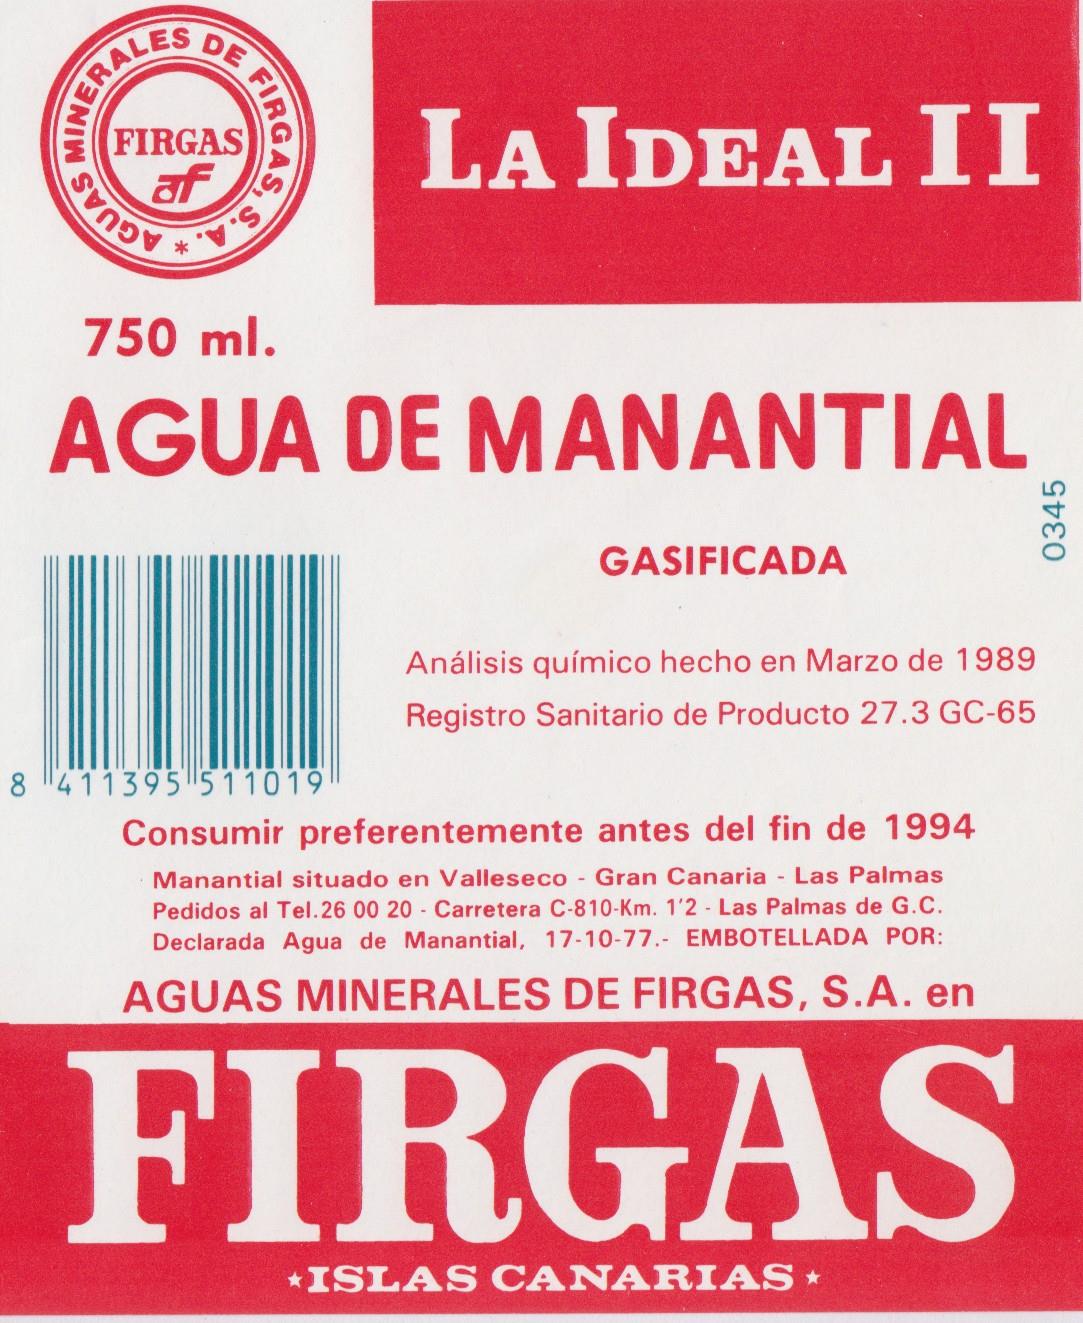 AGUAS MINERALES DE FIRGAS, S.A. *
FIRGAS
af
LA IDEAL II
750 ml.
AGUA DE MANANTIAL
0345
GASIFICADA
Análisis químico hecho en Marzo de 1989
Registro Sanitario de Producto 27.3 GC-65
8 411395 511019
Consumir preferentemente antes del fin de 1994
Manantial situado en Valleseco - Gran Canaria - Las Palmas
Pedidos al Tel.26 00 20 - Carretera C-810-Km. 1'2 - Las Palmas de G.C.
Declarada Agua de Manantial, 17-10-77.- EMBOTELLADA POR:
AGUAS MINERALES DE FIRGAS, S.A. en
FIRGAS
★ISLAS CANARIAS★